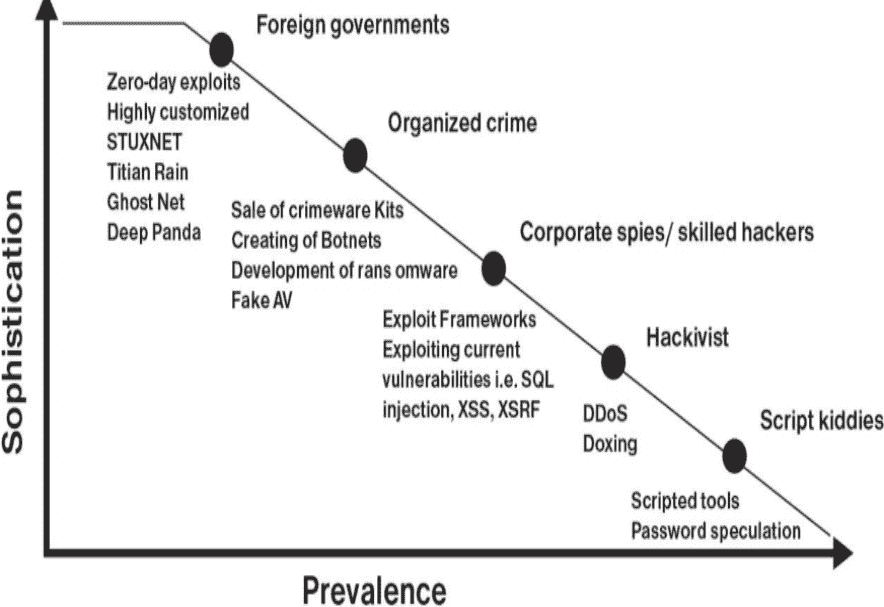 Foreign governments
Zero-day exploits
Highly customized
STUXNET
Titian Rain
Ghost Net
Deep Panda
Organized crime
Sale of crimeware Kits
Creating of Botnets
Development of rans omware
Fake AV
Corporate spies/ skilled hackers
Exploit Frameworks
Exploiting current
vulnerabilities i.e. SQL
injection, XSS, XSRF
Hackivist
DDoS
Doxing
Script kiddies
Scripted tools
Password speculation
Sophistication
Prevalence